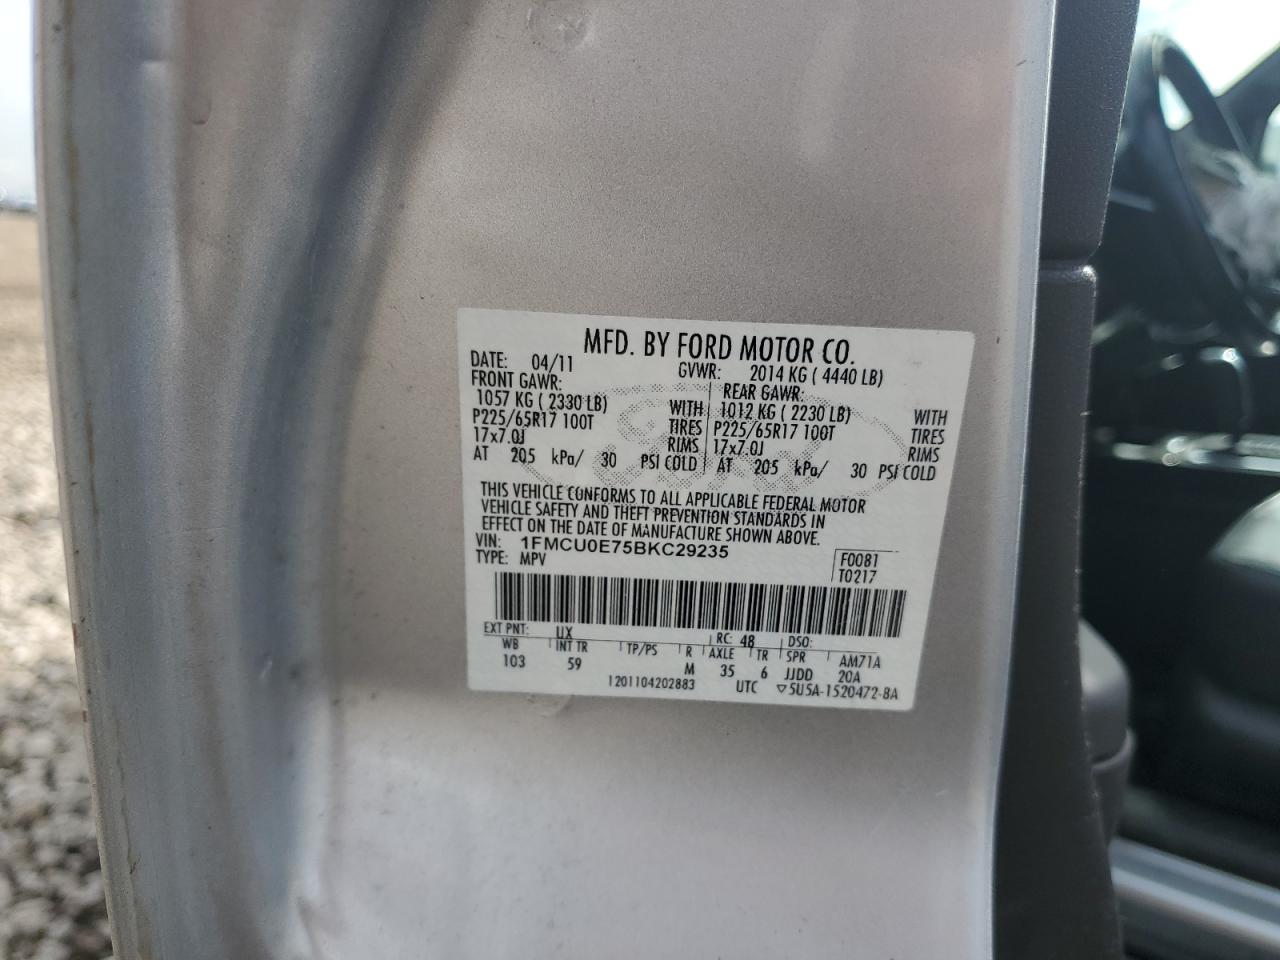 MFD. BY FORD MOTOR CO.
DATE: 04/11 GVWR: 2014 KG ( 4440 LB)
FRONT GAWR: REAR GAWR:
1057 KG ( 2330 LB) WITH 1012 KG ( 2230 LB) WITH
P225/65R17 100T TIRES P225/65R17 100T TIRES
17x7.0J RIMS 17x7.0J RIMS
AT 205 kPa/ 30 PSI COLD AT 205 kPa/ 30 PSI COLD
THIS VEHICLE CONFORMS TO ALL APPLICABLE FEDERAL MOTOR
VEHICLE SAFETY AND THEFT PREVENTION STANDARDS IN
EFFECT ON THE DATE OF MANUFACTURE SHOWN ABOVE.
VIN: 1FMCU0E75BKC29235 F0081
TYPE: MPV T0217
EXT PNT: UX RC: 48 DSO:
WB INT TR TP/PS R AXLE TR SPR AM71A
103 59 M 35 6 JJDD 20A
1201104202883 UTC ▽5U5A-1520472-BA